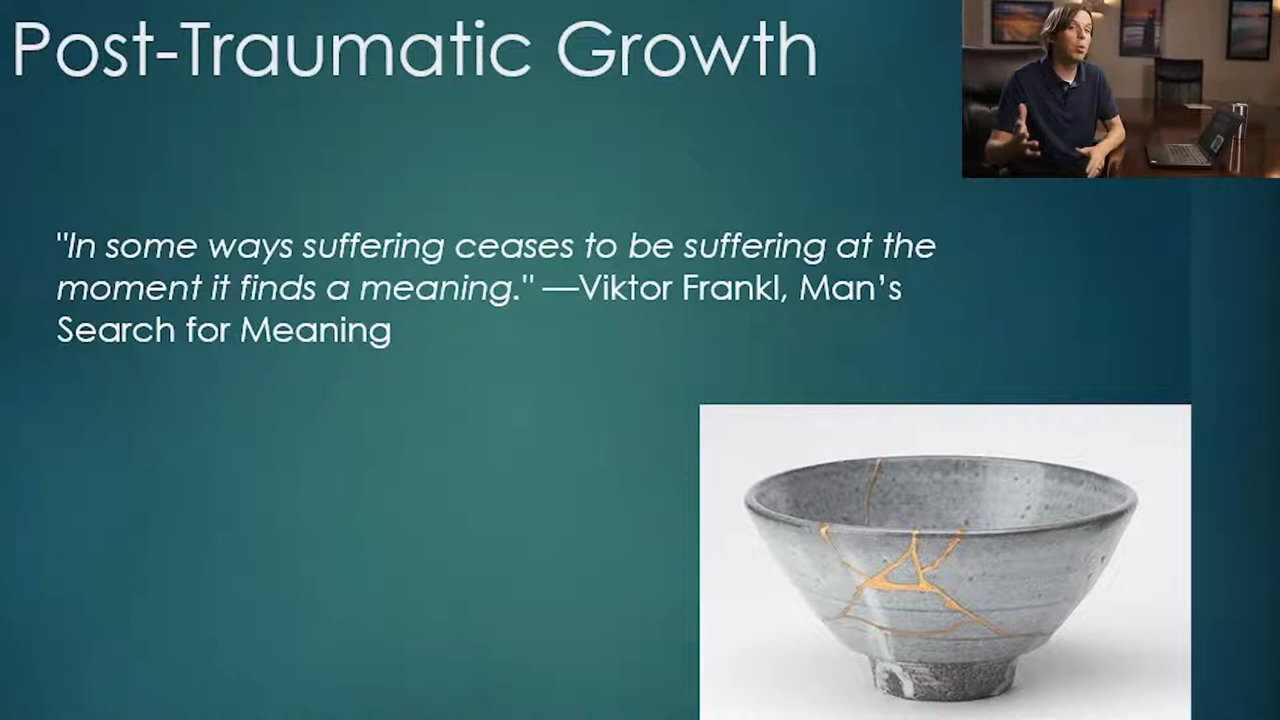 Post-Traumatic Growth
"In some ways suffering ceases to be suffering at the
moment it finds a meaning." —Viktor Frankl, Man’s
Search for Meaning